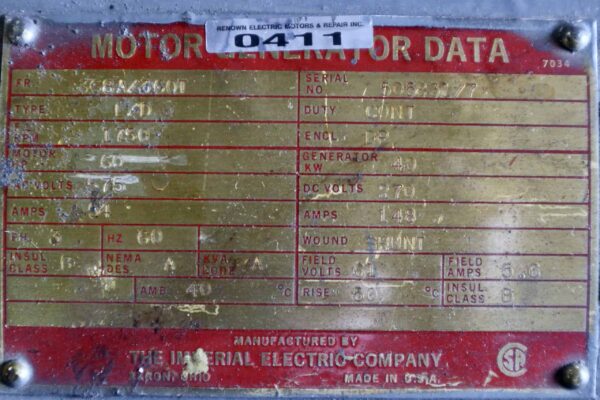 RENOWN ELECTRIC MOTORS & REPAIR INC.
0411
MOTOR GENERATOR DATA
7034
FR SERIAL NO
TYPE DUTY CONT
RPM 1750 ENCL DP
MOTOR 60 GENERATOR KW 40
AC VOLTS 575 DC VOLTS 270
AMPS AMPS 148
PH 3 HZ 60 WOUND SHUNT
INSUL CLASS B NEMA DES A KVA CODE A FIELD VOLTS FIELD AMPS
AMB 40 °C RISE °C INSUL CLASS B
MANUFACTURED BY
THE IMPERIAL ELECTRIC COMPANY
AKRON, OHIO MADE IN U.S.A.